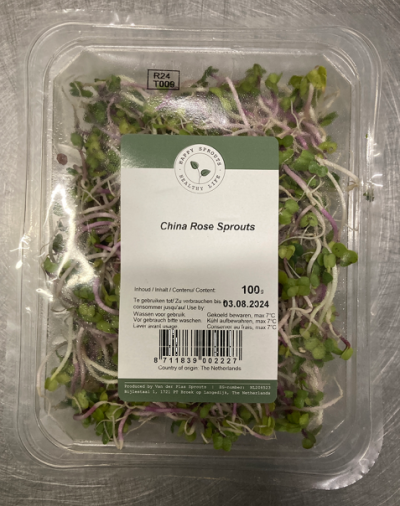 R24
T009
HAPPY SPROUTS
HEALTHY LIFE
China Rose Sprouts
Inhoud / Inhalt / Contenu/ Content: 100g
Te gebruiken tot/ Zu verbrauchen bis
consommer jusqu'au/ Use by: 03.08.2024
Wassen voor gebruik. Gekoeld bewaren, max 7°C
Vor gebrauch bitte waschen Kühl aufbewahren, max 7°C
Laver avant usage Conserver au frais, max 7°C
8 711839 002227
Country of origin The Netherlands
Produced by Van der Plas Sprouts |
The Netherlands